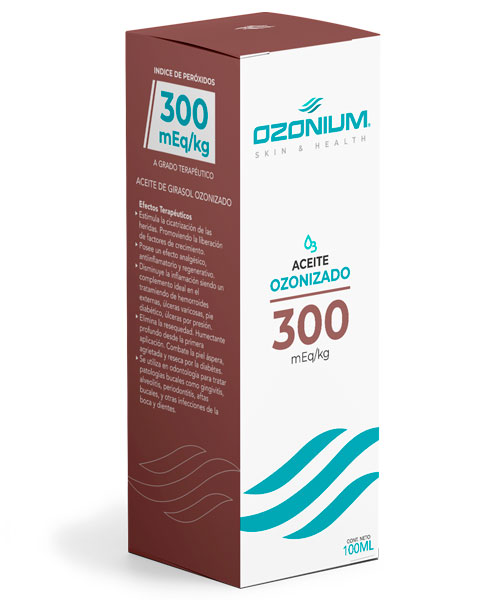 INDICE DE PERÓXIDOS
300
mEq/kg
A GRADO TERAPÉUTICO
ACEITE DE GIRASOL OZONIZADO
Efectos Terapéuticos
▸ Estimula la cicatrización de las
heridas. Promoviendo la liberación
de factores de crecimiento.
▸ Posee un efecto analgético,
antiinflamatorio y regenerativo.
▸ Disminuye la inflamación siendo un
complemento ideal en el
tratamiento de hemorroides
externas, úlceras varicosas, pie
diabético, úlceras por presión.
▸ Elimina la resequedad. Humectante
profundo desde la primera
aplicación. Combate la piel áspera,
agrietada y reseca por la diabétes.
▸ Se utiliza en odontología para tratar
patologías bucales como gingivitis,
alveolitis, periodontitis, aftas
bucales, y otras infecciones de la
boca y dientes.
OZONIUM®
SKIN & HEALTH
O3
ACEITE
OZONIZADO
300
mEq/kg
CONT. NETO
100ML